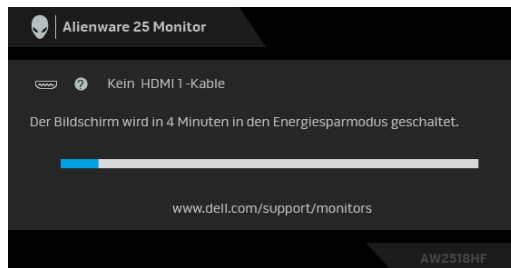 Alienware 25 Monitor
? Kein HDMI 1 -Kable
Der Bildschirm wird in 4 Minuten in den Energiesparmodus geschaltet.
www.dell.com/support/monitors
AW2518HF